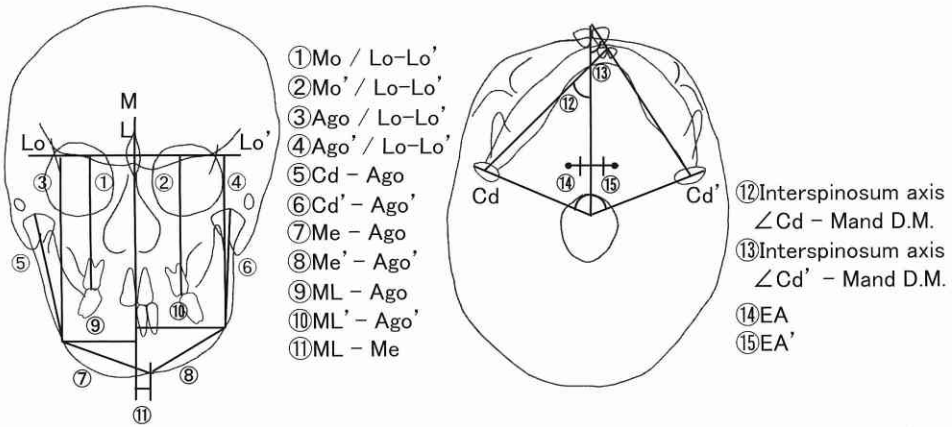 M
L
Lo
Lo’
③
①
②
④
⑤
⑥
⑨
⑩
⑦
⑧
⑪
①Mo / Lo-Lo’
②Mo’ / Lo-Lo’
③Ago / Lo-Lo’
④Ago’ / Lo-Lo’
⑤Cd - Ago
⑥Cd’ - Ago’
⑦Me - Ago
⑧Me’ - Ago’
⑨ML - Ago
⑩ML’ - Ago’
⑪ML - Me
⑬
⑫
Cd
Cd’
⑭
⑮
⑫Interspinosum axis
∠Cd - Mand D.M.
⑬Interspinosum axis
∠Cd’ - Mand D.M.
⑭EA
⑮EA’